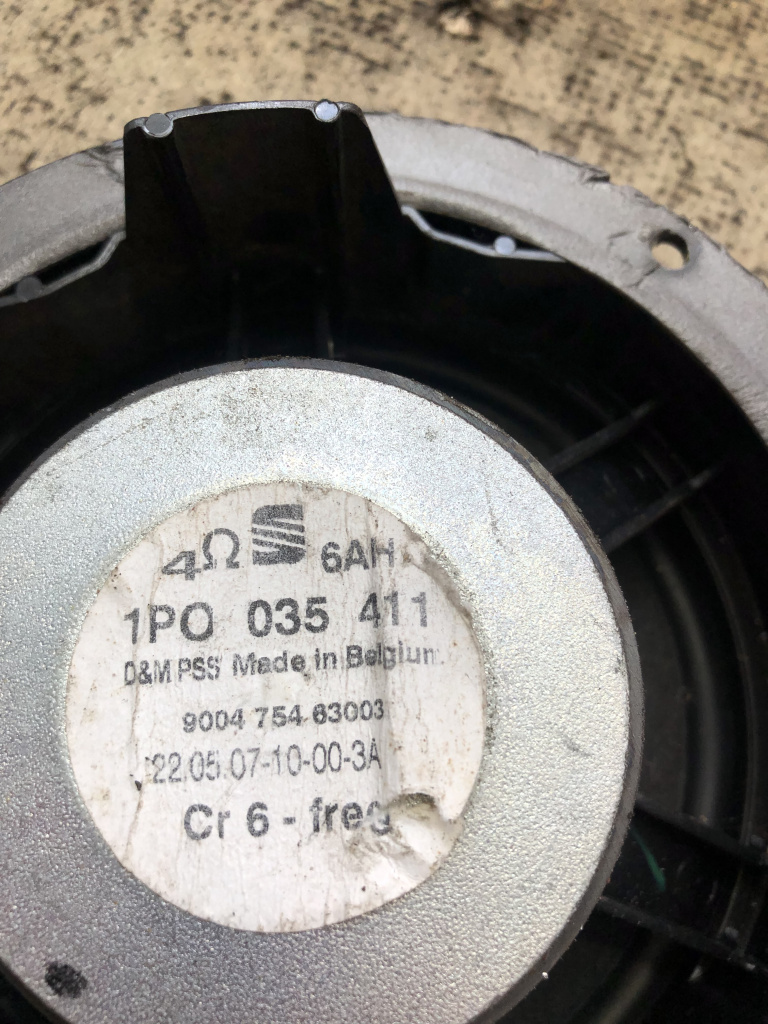 4Ω 6AH
1P0 035 411
D&M PSS Made in Belgium
9004 754 63003
22.05.07-10-00-3A
Cr 6 - free